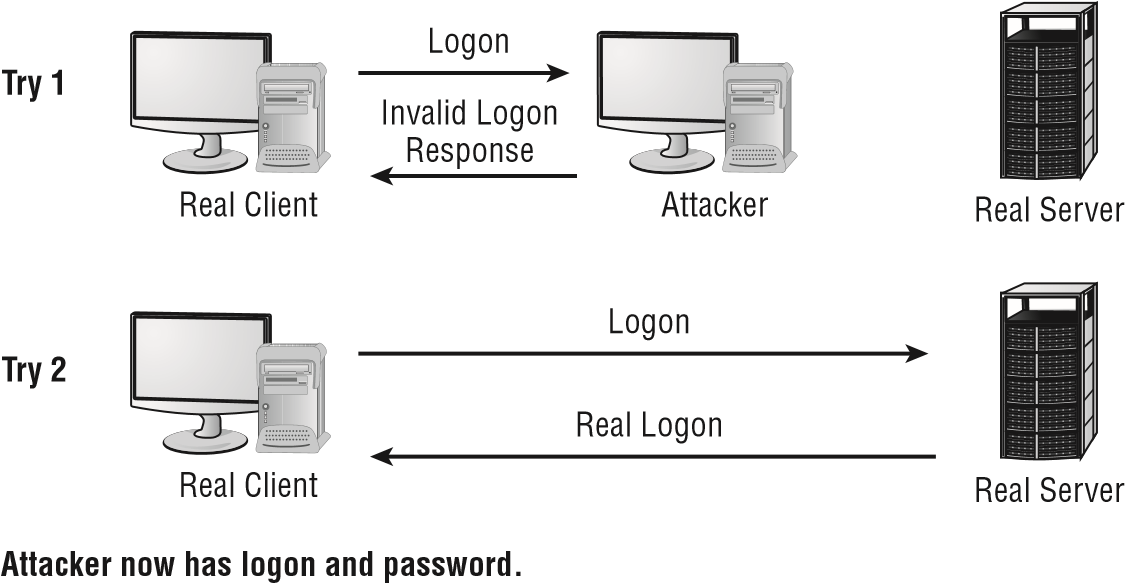 Try 1
Logon
Invalid Logon
Response
Real Client
Attacker
Real Server
Try 2
Logon
Real Logon
Real Client
Real Server
Attacker now has logon and password.